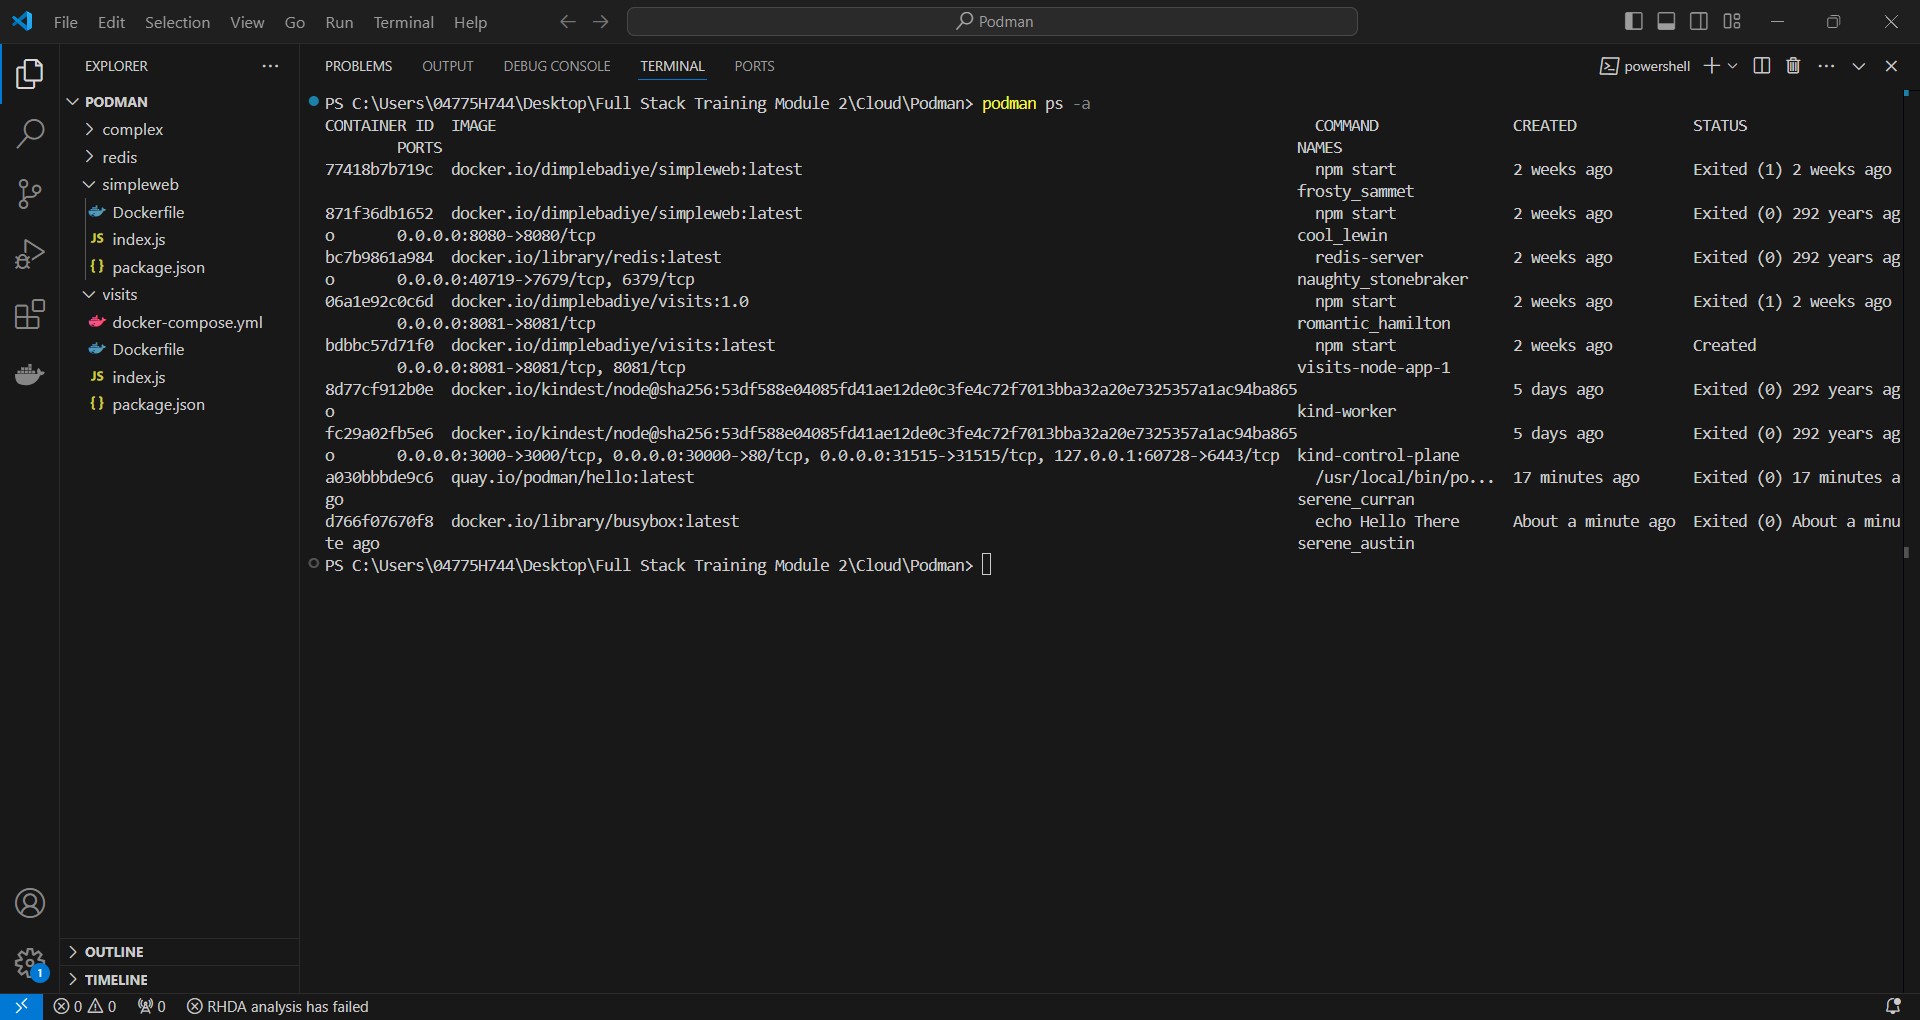 File Edit Selection View Go Run Terminal Help
Podman
EXPLORER
PODMAN
complex
redis
simpleweb
Dockerfile
JS index.js
{} package.json
visits
docker-compose.yml
Dockerfile
JS index.js
{} package.json
OUTLINE
TIMELINE
PROBLEMS OUTPUT DEBUG CONSOLE TERMINAL PORTS
powershell
PS C:\Users\04775H744\Desktop\Full Stack Training Module 2\Cloud\Podman> podman ps -a
CONTAINER ID IMAGE COMMAND CREATED STATUS
PORTS NAMES
77418b7b719c docker.io/dimplebadiye/simpleweb:latest npm start 2 weeks ago Exited (1) 2 weeks ago
frosty_sammet
871f36db1652 docker.io/dimplebadiye/simpleweb:latest npm start 2 weeks ago Exited (0) 292 years ag
o 0.0.0.0:8080->8080/tcp cool_lewin
bc7b9861a984 docker.io/library/redis:latest redis-server 2 weeks ago Exited (0) 292 years ag
o 0.0.0.0:40719->7679/tcp, 6379/tcp naughty_stonebraker
06a1e92c0c6d docker.io/dimplebadiye/visits:1.0 npm start 2 weeks ago Exited (1) 2 weeks ago
0.0.0.0:8081->8081/tcp romantic_hamilton
bdbbc57d71f0 docker.io/dimplebadiye/visits:latest npm start 2 weeks ago Created
0.0.0.0:8081->8081/tcp, 8081/tcp visits-node-app-1
8d77cf912b0e docker.io/kindest/node@sha256:53df588e04085fd41ae12de0c3fe4c72f7013bba32a20e7325357a1ac94ba865 5 days ago Exited (0) 292 years ag
o kind-worker
fc29a02fb5e6 docker.io/kindest/node@sha256:53df588e04085fd41ae12de0c3fe4c72f7013bba32a20e7325357a1ac94ba865 5 days ago Exited (0) 292 years ag
o 0.0.0.0:3000->3000/tcp, 0.0.0.0:30000->80/tcp, 0.0.0.0:31515->31515/tcp, 127.0.0.1:60728->6443/tcp kind-control-plane
a030bbbde9c6 quay.io/podman/hello:latest /usr/local/bin/po... 17 minutes ago Exited (0) 17 minutes a
go serene_curran
d766f07670f8 docker.io/library/busybox:latest echo Hello There About a minute ago Exited (0) About a minu
te ago serene_austin
PS C:\Users\04775H744\Desktop\Full Stack Training Module 2\Cloud\Podman>
1
0 0 0 RHDA analysis has failed